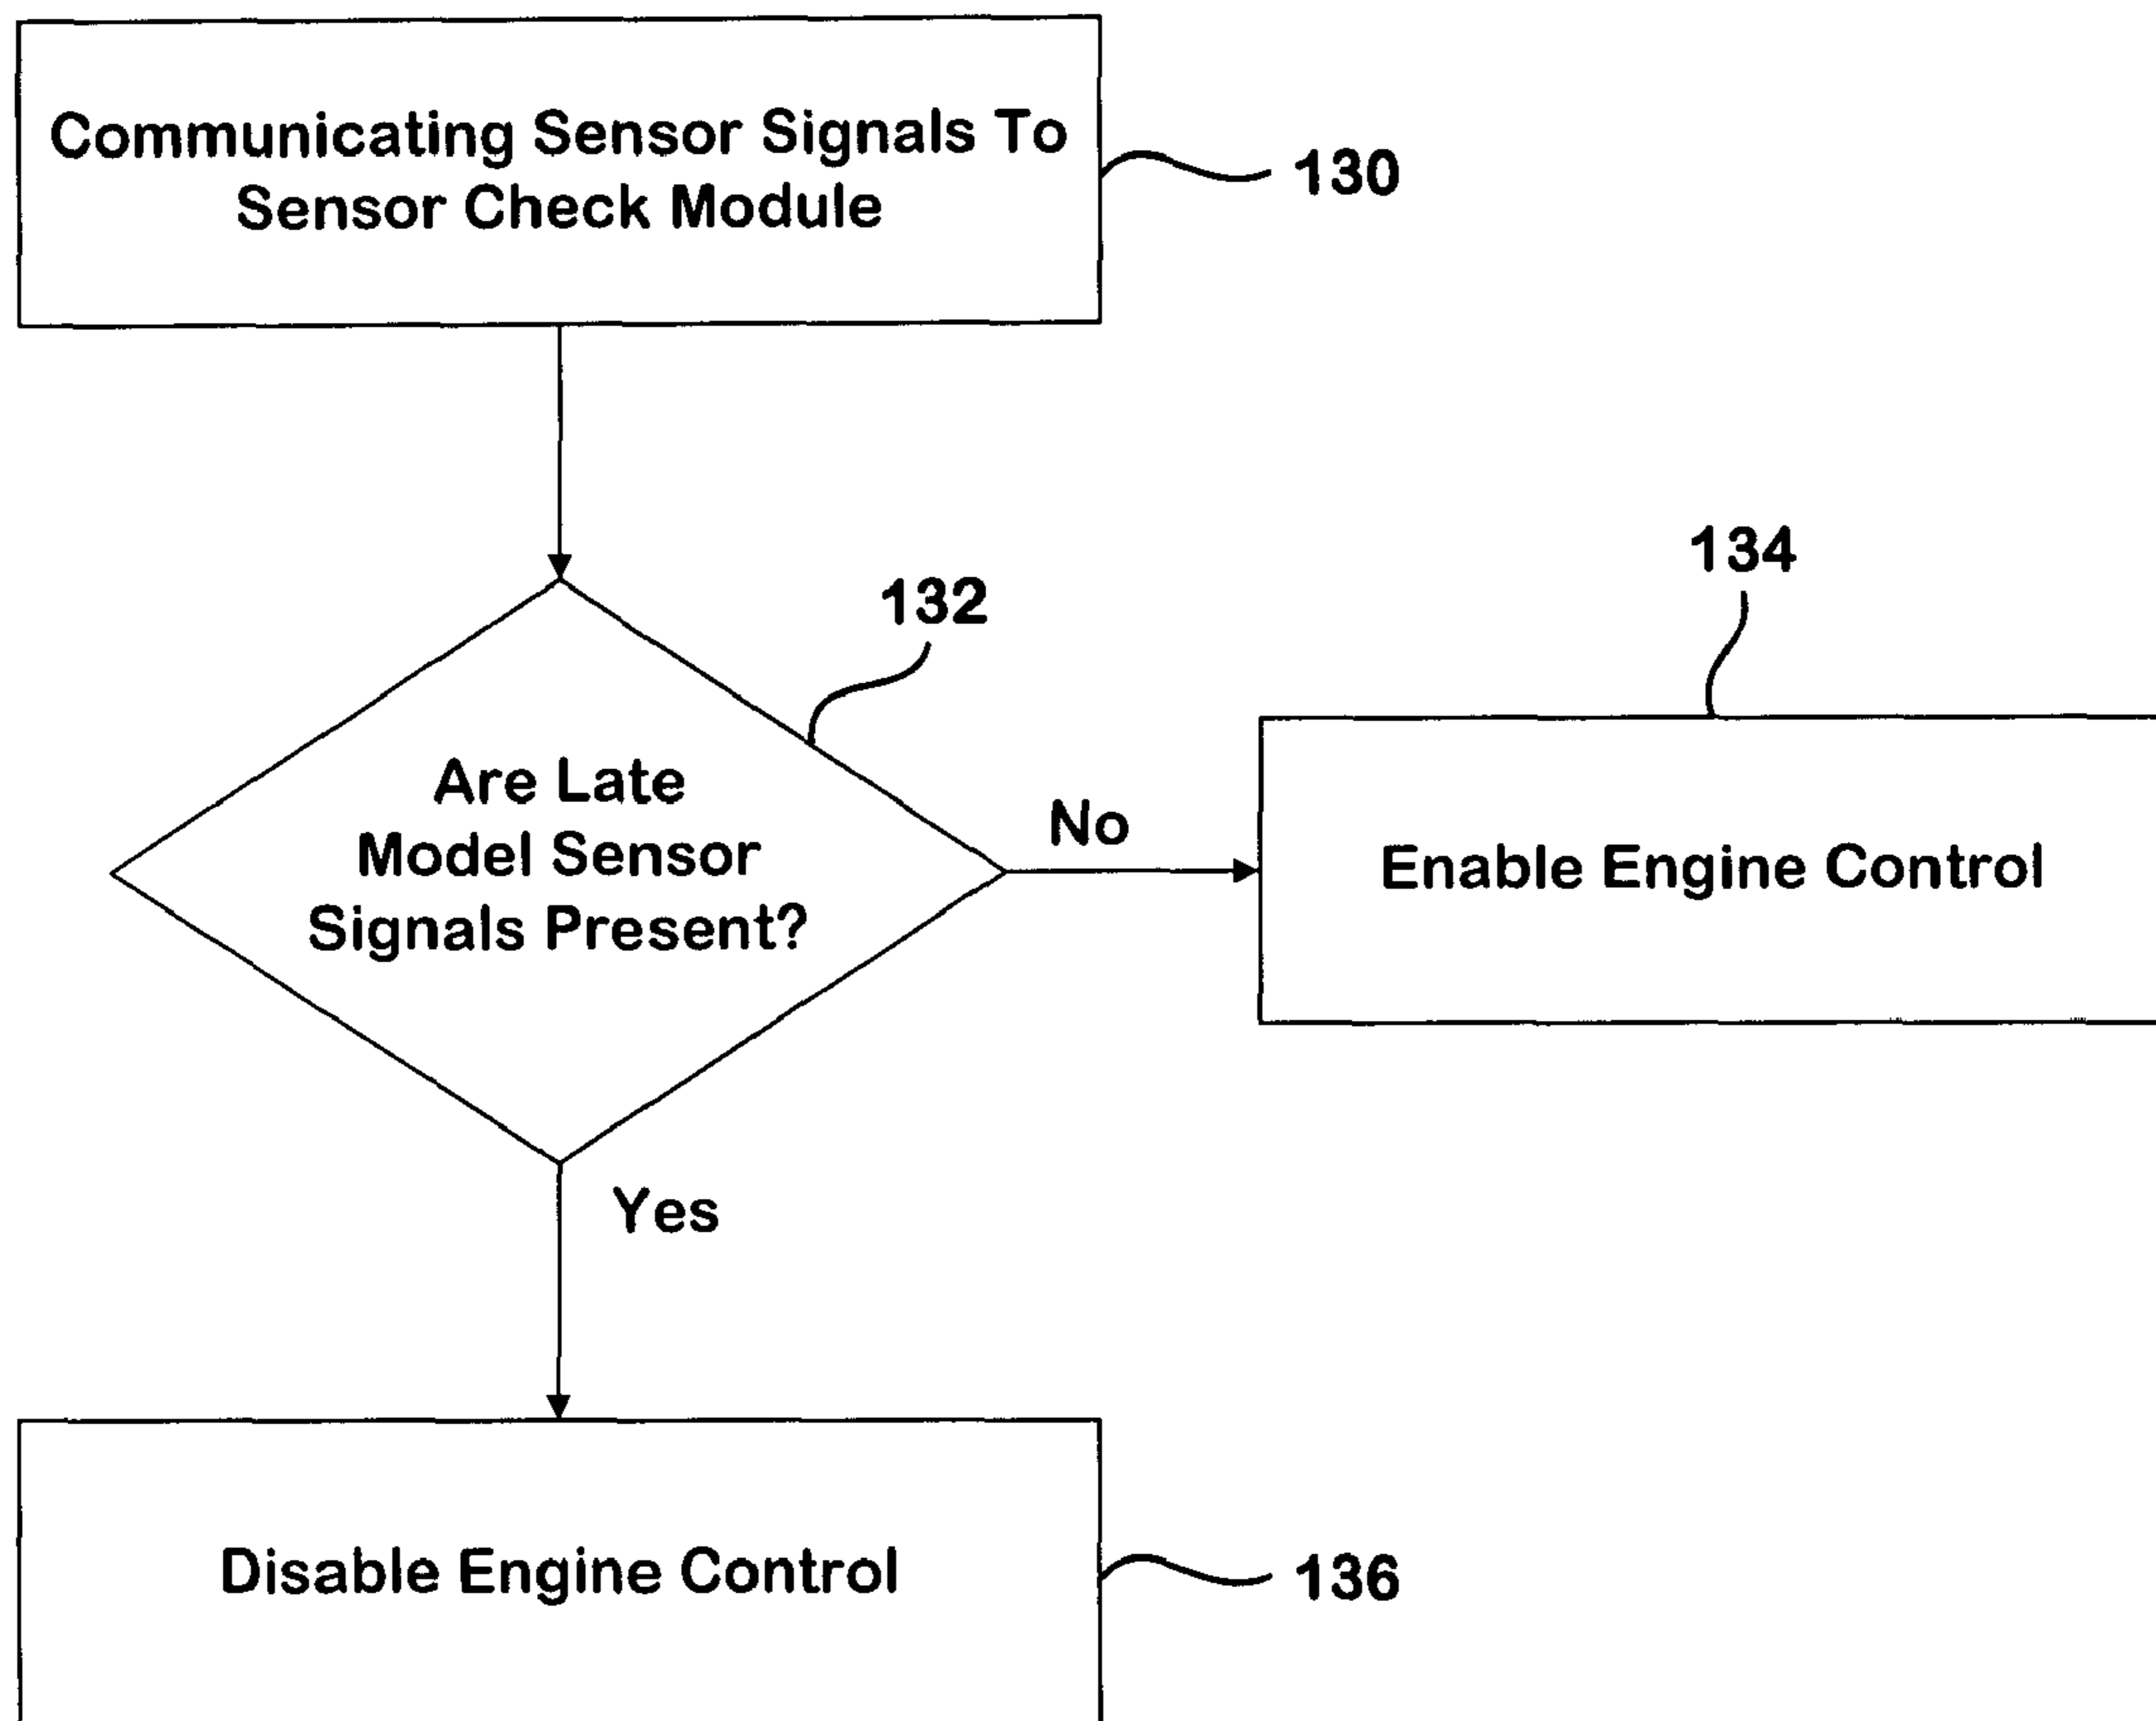 Communicating Sensor Signals To
Sensor Check Module
130
132
134
Are Late
Model Sensor
Signals Present?
No
Enable Engine Control
Yes
Disable Engine Control
136